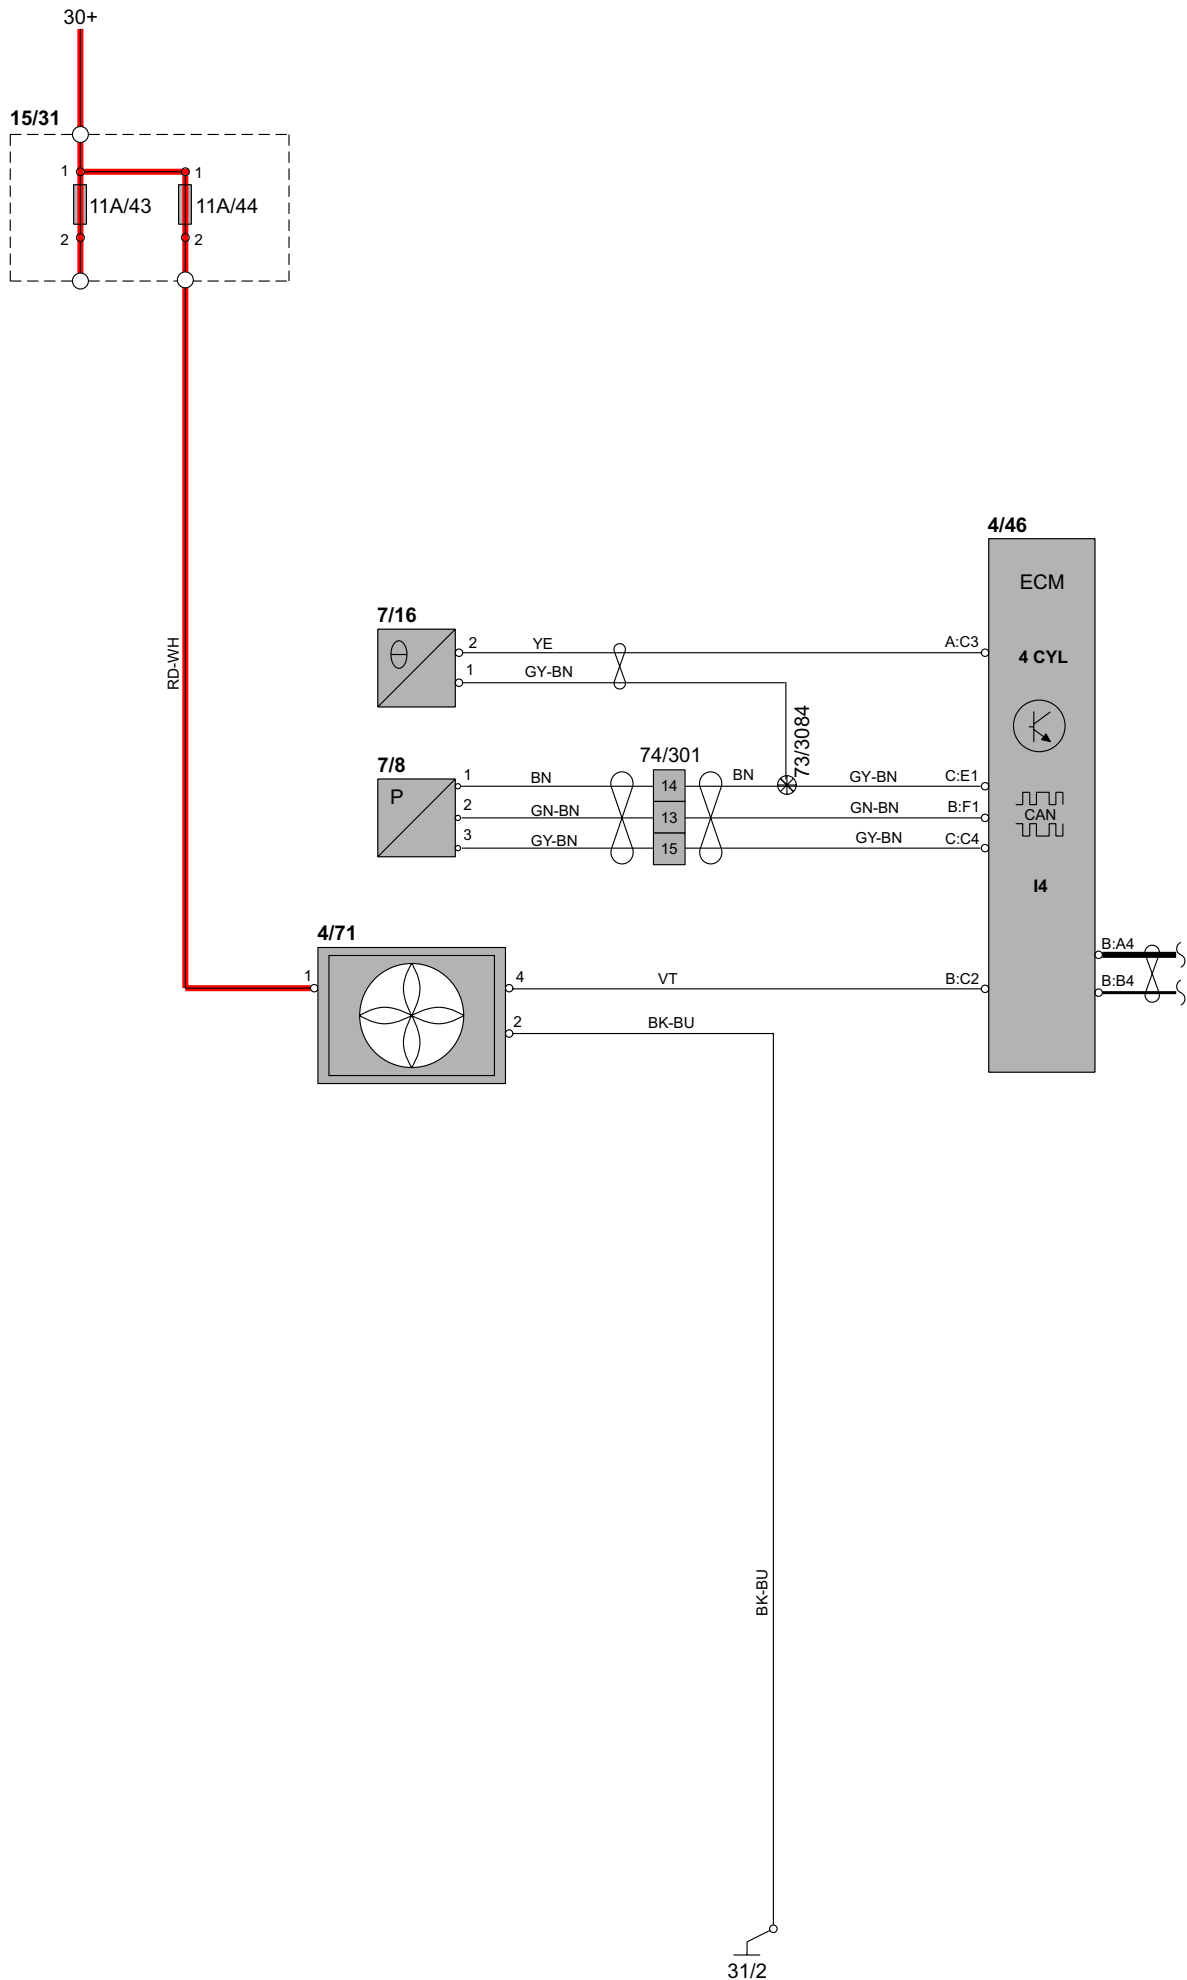 30+
15/31
1
1
11A/43
11A/44
2
2
RD-WH
4/46
ECM
4 CYL
CAN
I4
7/16
2
YE
A:C3
1
GY-BN
73/3084
7/8
P
74/301
1
BN
14
BN
GY-BN
C:E1
2
GN-BN
13
GN-BN
B:F1
3
GY-BN
15
GY-BN
C:C4
B:A4
B:B4
4/71
1
4
VT
B:C2
2
BK-BU
BK-BU
31/2